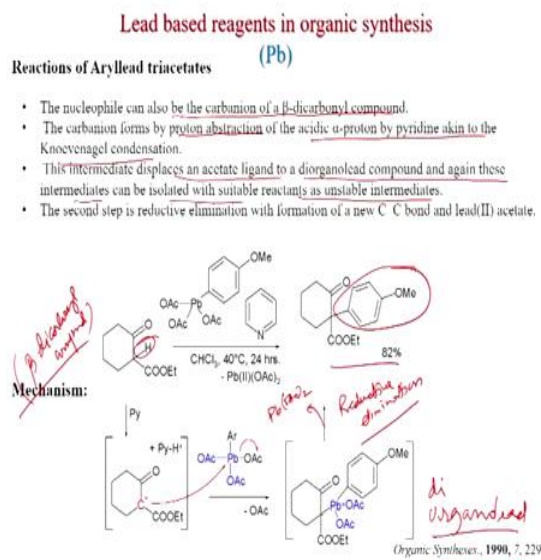 Lead based reagents in organic synthesis
(Pb)
Reactions of Aryllead triacetates
• The nucleophile can also be the carbanion of a β-dicarbonyl compound.
• The carbanion forms by proton abstraction of the acidic α-proton by pyridine akin to the
Knoevenagel condensation.
• This intermediate displaces an acetate ligand to a diorganolead compound and again these
intermediates can be isolated with suitable reactants as unstable intermediates.
• The second step is reductive elimination with formation of a new C C bond and lead(II) acetate.
OMe
OAc Pb
OAc OAc
N
O
H
COOEt
CHCl3, 40°C, 24 hrs.
- Pb(II)(OAc)2
O
OMe
COOEt
82%
(β dicarbonyl
compound)
Mechanism:
Py
Pb(OAc)2
Reductive
elimination
+ Py-H+
O
C-
COOEt
Ar
OAc Pb OAc
OAc
- OAc
OMe
O
Pb OAc
OAc
COOEt
di
organolead
Organic Synthexes., 1990, 7, 229